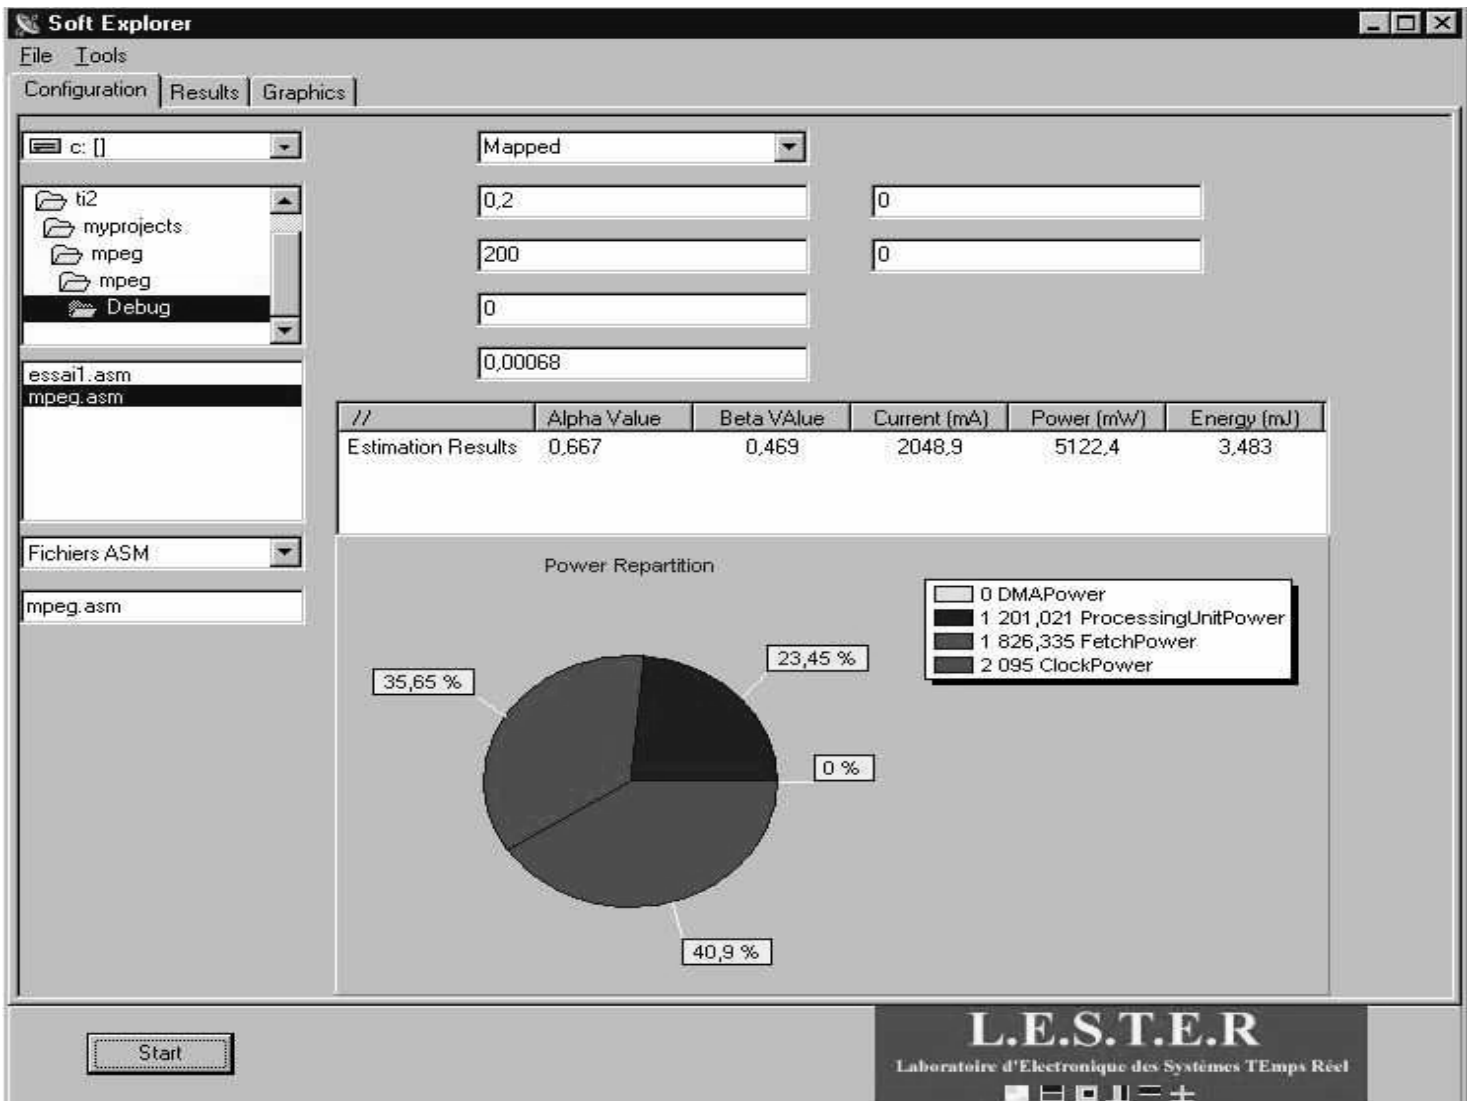 Soft Explorer
File Tools
Configuration Results Graphics
c: []
Mapped
ti2
myprojects
mpeg
mpeg
Debug
0,2
0
200
0
0
0,00068
essai1.asm
mpeg.asm
// Alpha Value Beta VAlue Current (mA) Power (mW) Energy (mJ)
Estimation Results 0,667 0,469 2048,9 5122,4 3,483
Fichiers ASM
mpeg.asm
Power Repartition
0 DMAPower
1 201,021 ProcessingUnitPower
1 826,335 FetchPower
2 095 ClockPower
23,45 %
35,65 %
0 %
40,9 %
Start
L.E.S.T.E.R
Laboratoire d'Electronique des Systèmes TEmps Réel